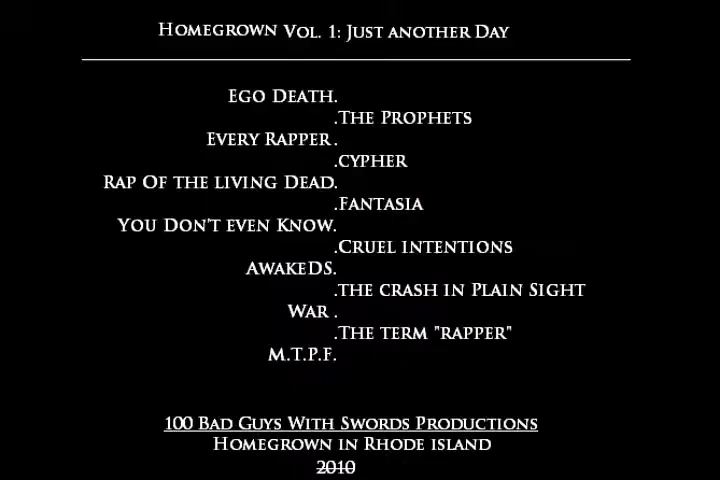 Homegrown Vol. 1: Just another Day
Ego Death.
.The Prophets
Every Rapper.
.cypher
Rap Of the living Dead.
.Fantasia
You Don't even Know.
.Cruel intentions
AwakeDS.
.the crash in Plain Sight
War .
.The term "rapper"
M.T.P.F.
100 Bad Guys With Swords Productions
Homegrown in Rhode island
2010